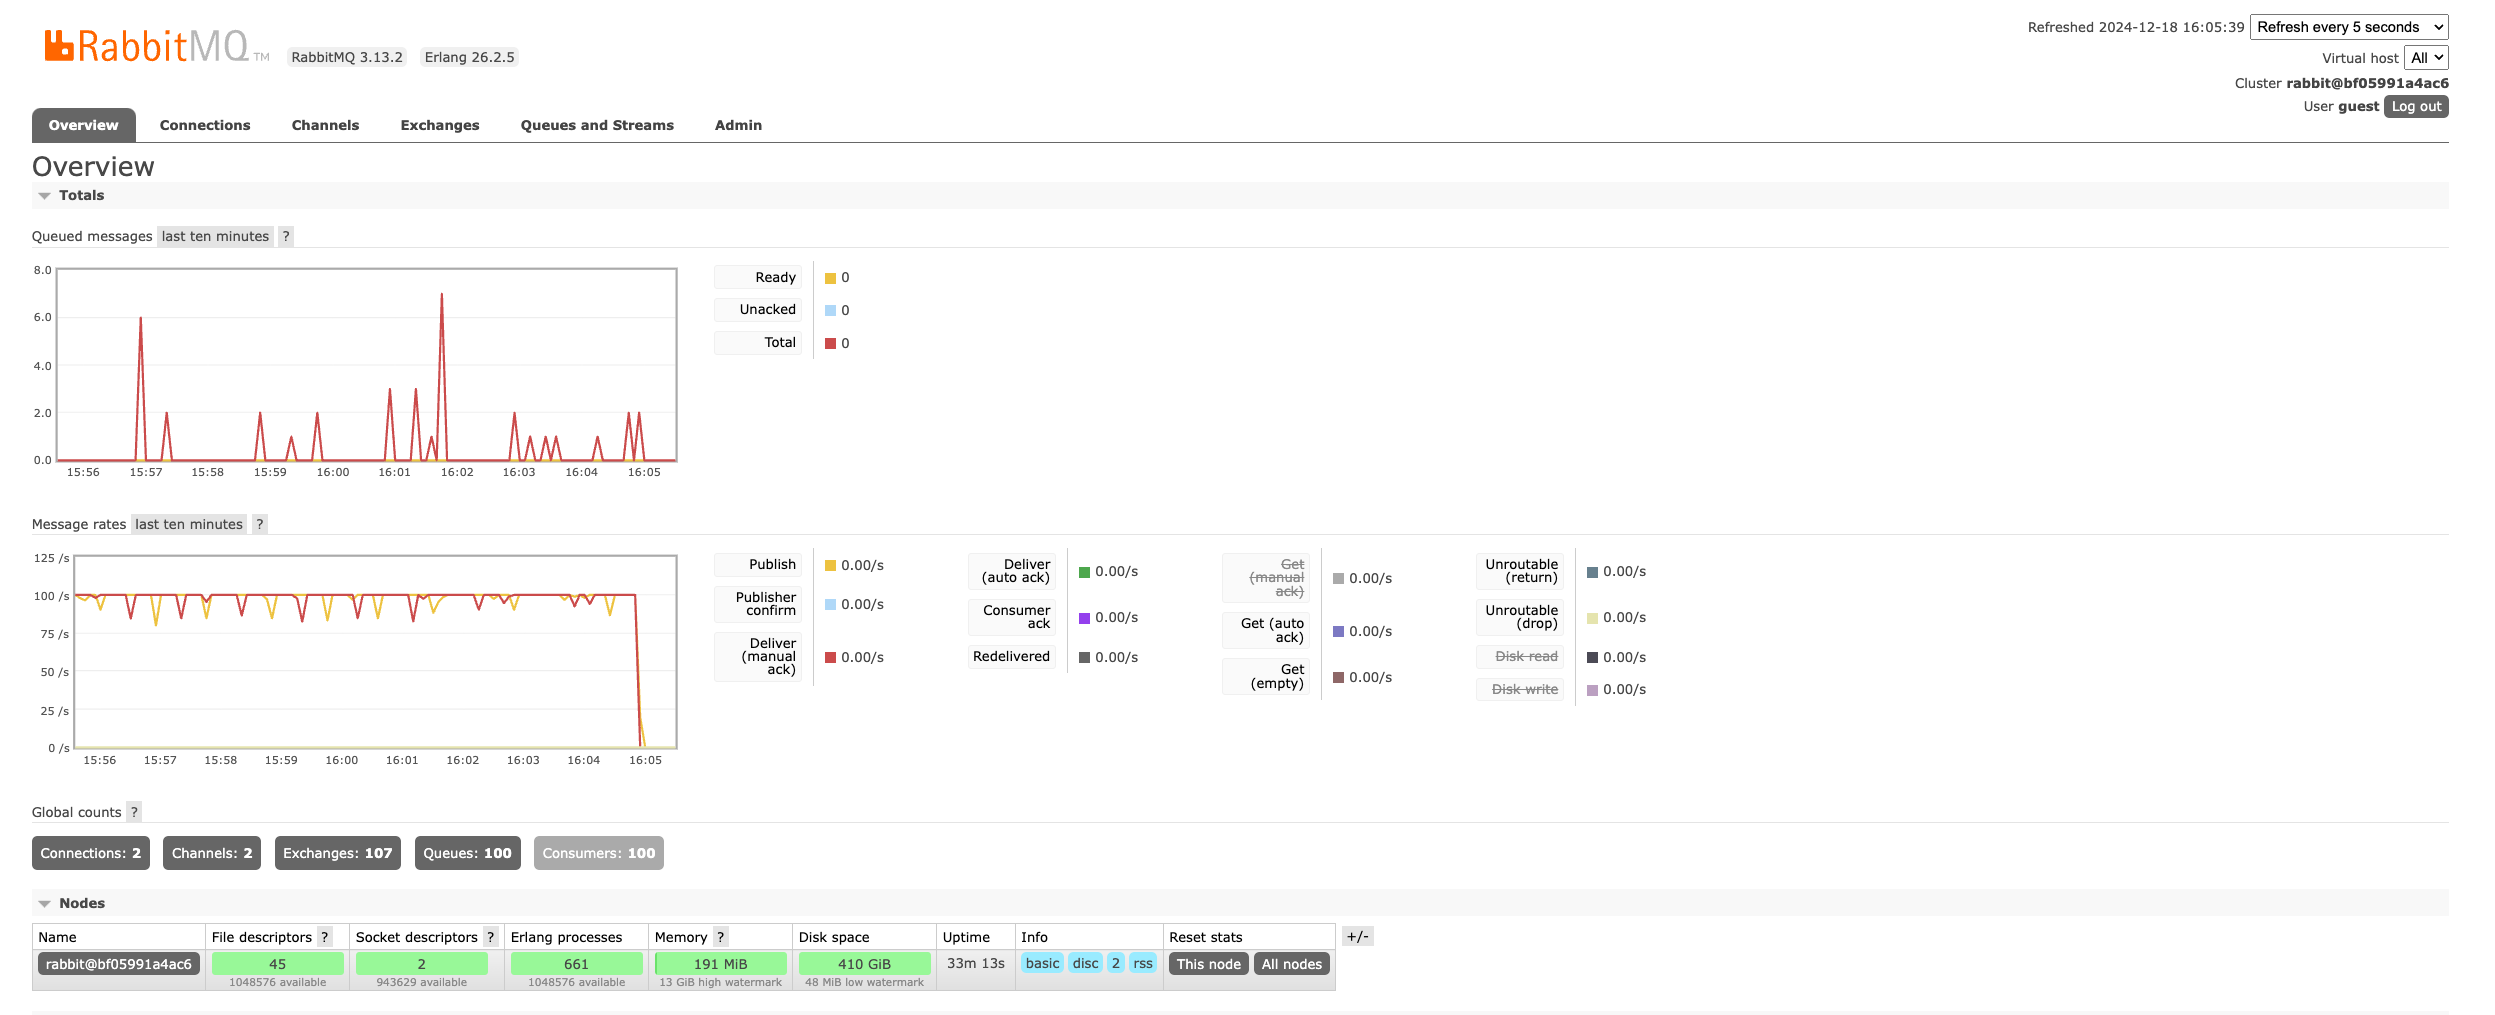 RabbitMQ TM RabbitMQ 3.13.2 Erlang 26.2.5
Refreshed 2024-12-18 16:05:39 Refresh every 5 seconds
Virtual host All
Cluster rabbit@bf05991a4ac6
User guest Log out
Overview Connections Channels Exchanges Queues and Streams Admin
Overview
Totals
Queued messages last ten minutes ?
8.0
6.0
4.0
2.0
0.0
15:56 15:57 15:58 15:59 16:00 16:01 16:02 16:03 16:04 16:05
Ready 0
Unacked 0
Total 0
Message rates last ten minutes ?
125 /s
100 /s
75 /s
50 /s
25 /s
0 /s
15:56 15:57 15:58 15:59 16:00 16:01 16:02 16:03 16:04 16:05
Publish 0.00/s
Publisher
confirm 0.00/s
Deliver
(manual
ack) 0.00/s
Deliver
(auto ack) 0.00/s
Consumer
ack 0.00/s
Redelivered 0.00/s
Get
(manual
ack) 0.00/s
Get (auto
ack) 0.00/s
Get
(empty) 0.00/s
Unroutable
(return) 0.00/s
Unroutable
(drop) 0.00/s
Disk read 0.00/s
Disk write 0.00/s
Global counts ?
Connections: 2 Channels: 2 Exchanges: 107 Queues: 100 Consumers: 100
Nodes
Name File descriptors ? Socket descriptors ? Erlang processes Memory ? Disk space Uptime Info Reset stats +/-
rabbit@bf05991a4ac6 45 2 661 191 MiB 410 GiB 33m 13s basic disc 2 rss This node All nodes
1048576 available 943629 available 1048576 available 13 GiB high watermark 48 MiB low watermark